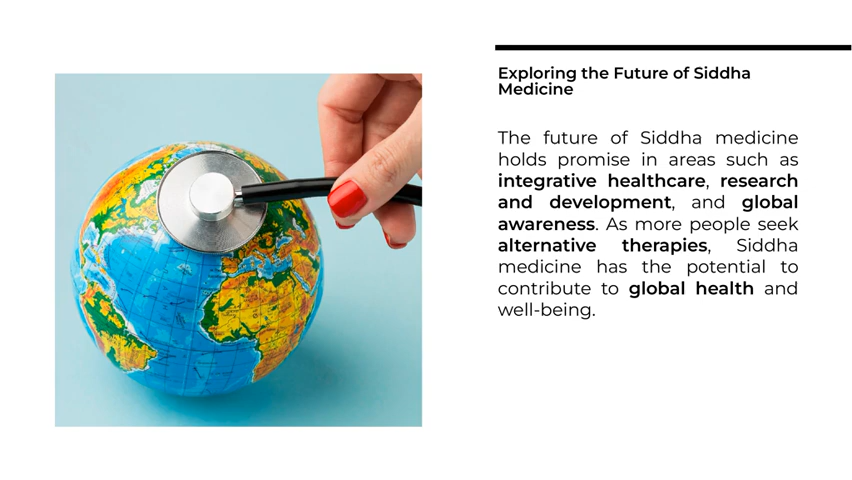 Exploring the Future of Siddha
Medicine
The future of Siddha medicine
holds promise in areas such as
integrative healthcare, research
and development, and global
awareness. As more people seek
alternative therapies, Siddha
medicine has the potential to
contribute to global health and
well-being.